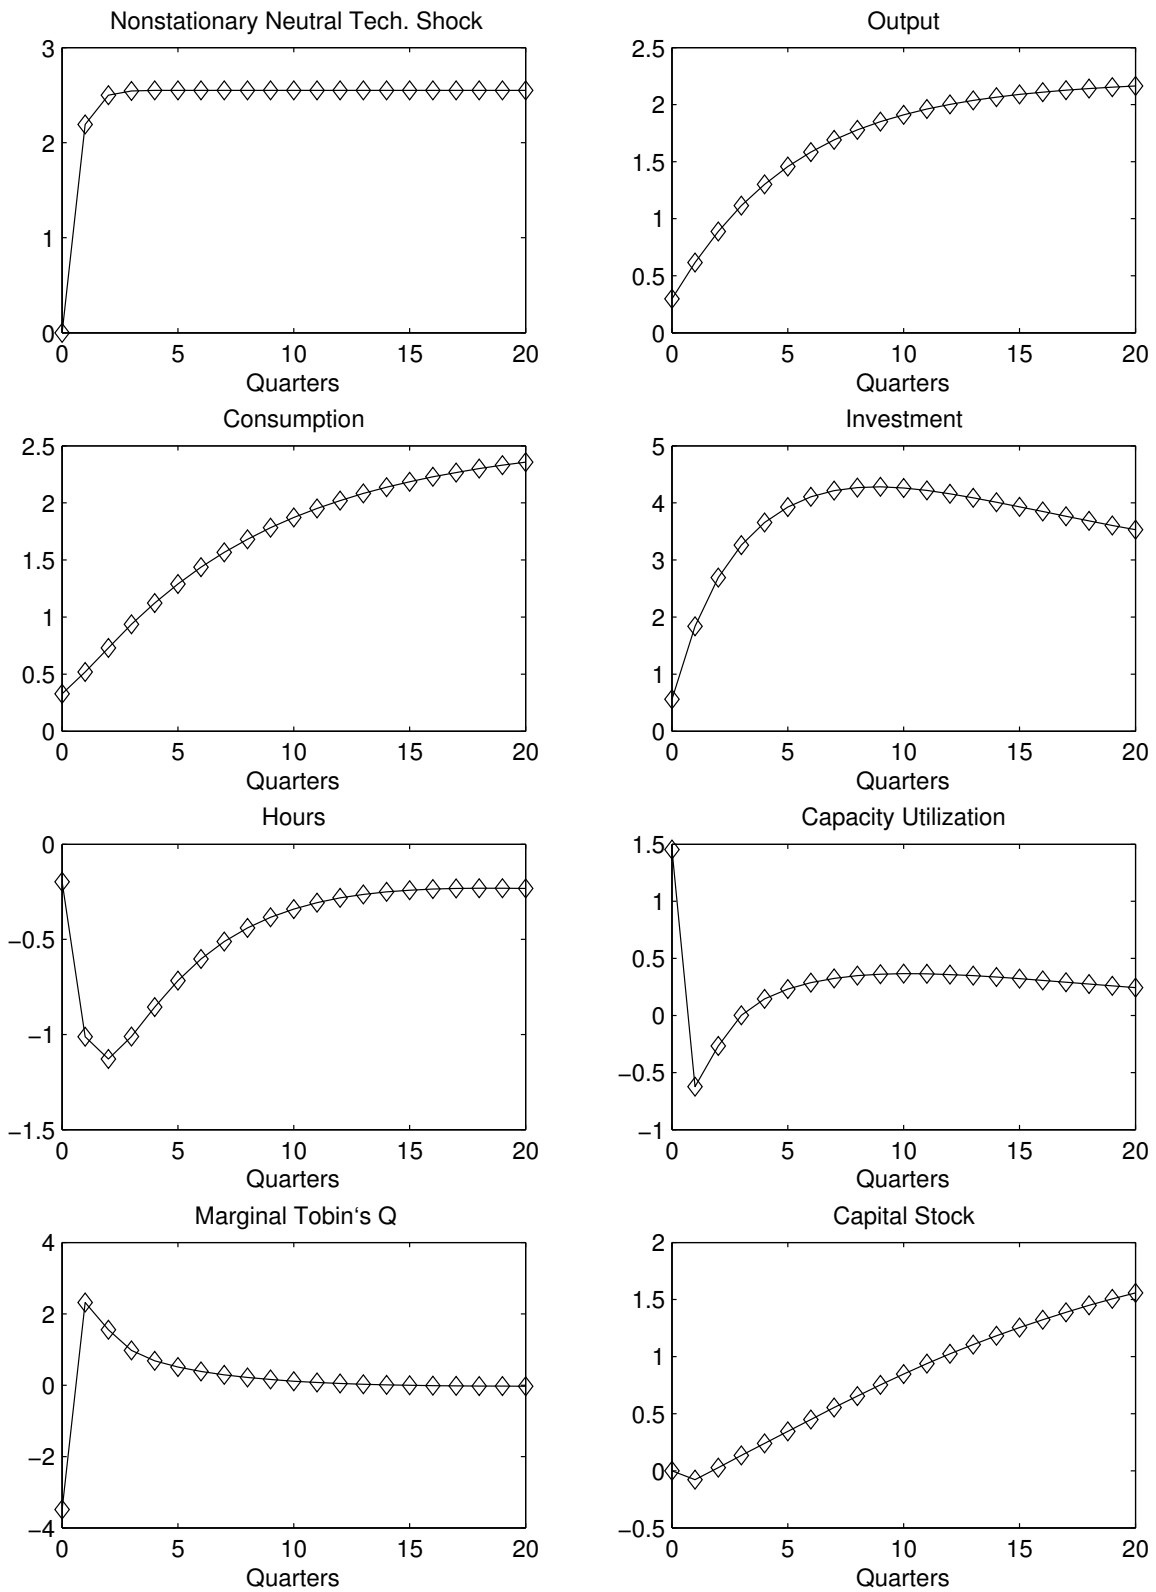 Nonstationary Neutral Tech. Shock
3
2
1
0
0 5 10 15 20
Quarters
Output
2.5
2
1.5
1
0.5
0
0 5 10 15 20
Quarters
Consumption
2.5
2
1.5
1
0.5
0
0 5 10 15 20
Quarters
Investment
5
4
3
2
1
0
0 5 10 15 20
Quarters
Hours
0
−0.5
−1
−1.5
0 5 10 15 20
Quarters
Capacity Utilization
1.5
1
0.5
0
−0.5
−1
0 5 10 15 20
Quarters
Marginal Tobin‘s Q
4
2
0
−2
−4
0 5 10 15 20
Quarters
Capital Stock
2
1.5
1
0.5
0
−0.5
0 5 10 15 20
Quarters